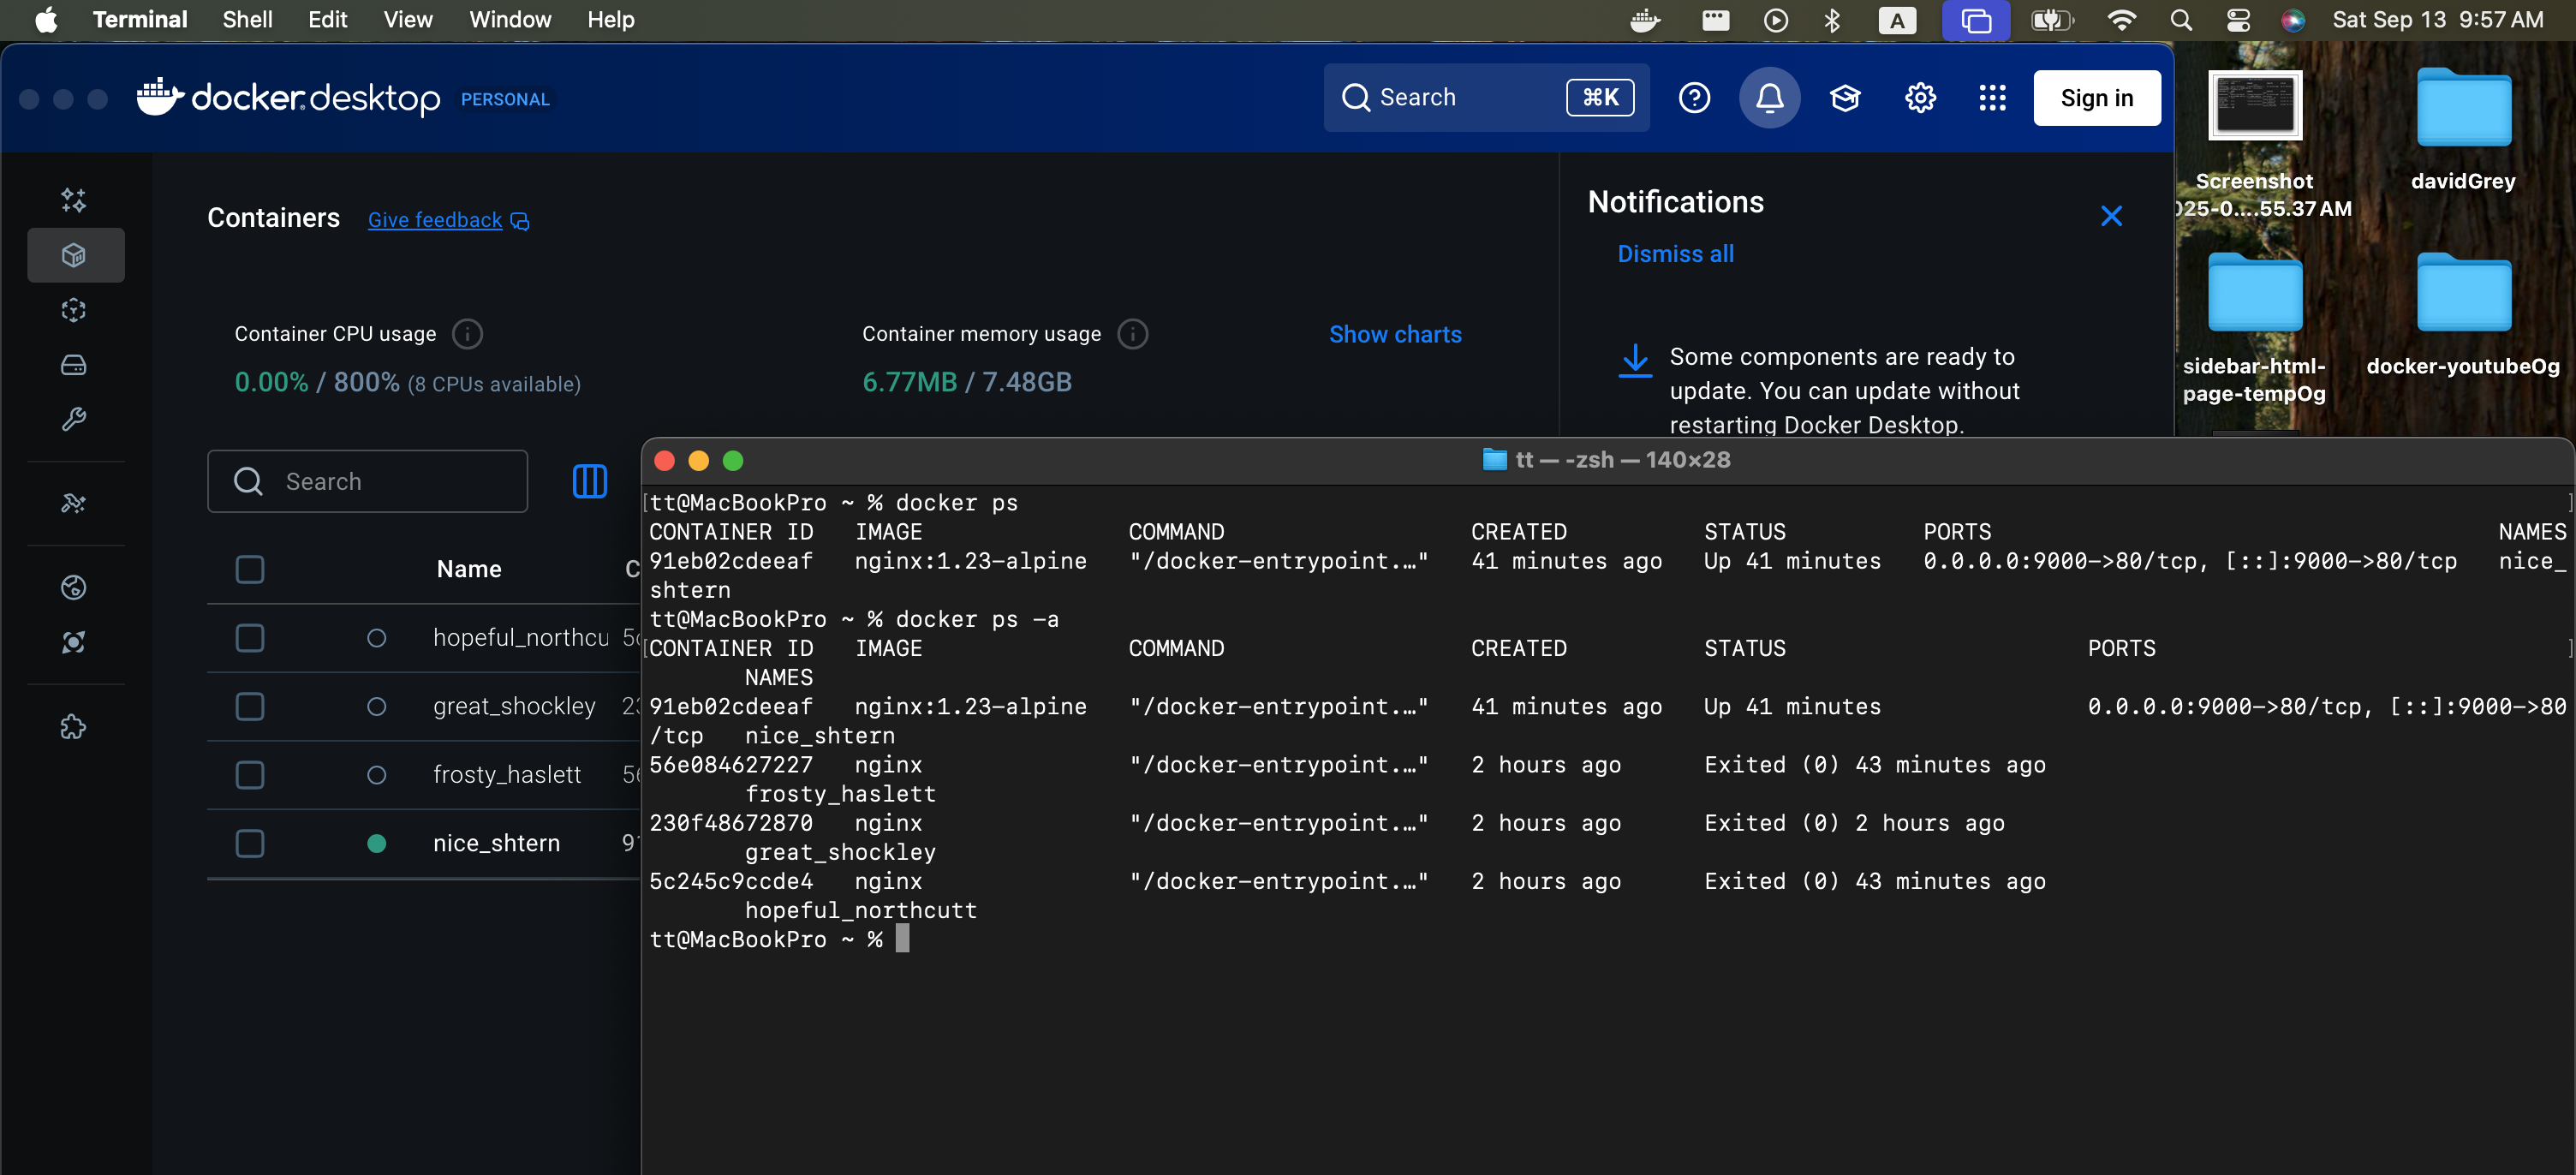 Terminal Shell Edit View Window Help A Sat Sep 13 9:57 AM
docker desktop PERSONAL Search ⌘K Sign in
Containers Give feedback
Container CPU usage
0.00% / 800% (8 CPUs available)
Container memory usage
6.77MB / 7.48GB
Show charts
Search
Name C
hopeful_northcu 5c
great_shockley 23
frosty_haslett 56
nice_shtern 91
Notifications
Dismiss all
Some components are ready to
update. You can update without
restarting Docker Desktop.
Screenshot
025-0....55.37 AM
davidGrey
sidebar-html-
page-tempOg
docker-youtubeOg
tt — -zsh — 140×28
[tt@MacBookPro ~ % docker ps ]
CONTAINER ID IMAGE COMMAND CREATED STATUS PORTS NAMES
91eb02cdeeaf nginx:1.23-alpine "/docker-entrypoint.…" 41 minutes ago Up 41 minutes 0.0.0.0:9000->80/tcp, [::]:9000->80/tcp nice_
shtern
tt@MacBookPro ~ % docker ps -a
[CONTAINER ID IMAGE COMMAND CREATED STATUS PORTS ]
NAMES
91eb02cdeeaf nginx:1.23-alpine "/docker-entrypoint.…" 41 minutes ago Up 41 minutes 0.0.0.0:9000->80/tcp, [::]:9000->80
/tcp nice_shtern
56e084627227 nginx "/docker-entrypoint.…" 2 hours ago Exited (0) 43 minutes ago
frosty_haslett
230f48672870 nginx "/docker-entrypoint.…" 2 hours ago Exited (0) 2 hours ago
great_shockley
5c245c9ccde4 nginx "/docker-entrypoint.…" 2 hours ago Exited (0) 43 minutes ago
hopeful_northcutt
tt@MacBookPro ~ %